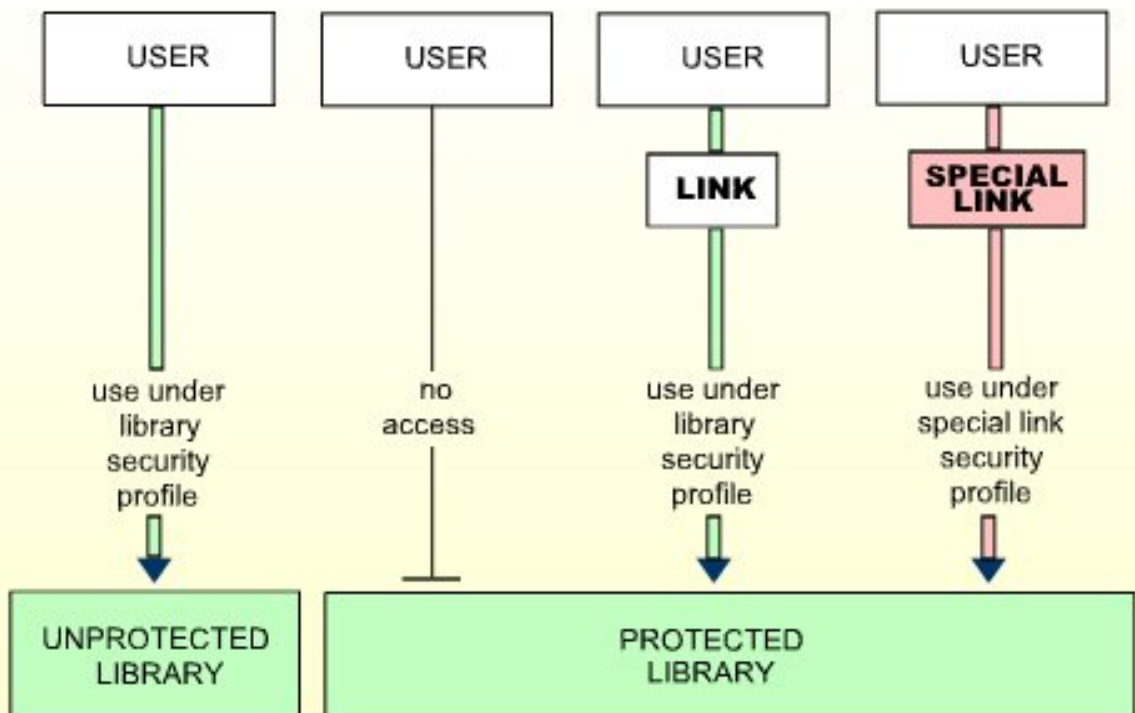 USER
USER
USER
USER
LINK
SPECIAL
LINK
use under
library
security
profile
no
access
use under
library
security
profile
use under
special link
security
profile
UNPROTECTED
LIBRARY
PROTECTED
LIBRARY